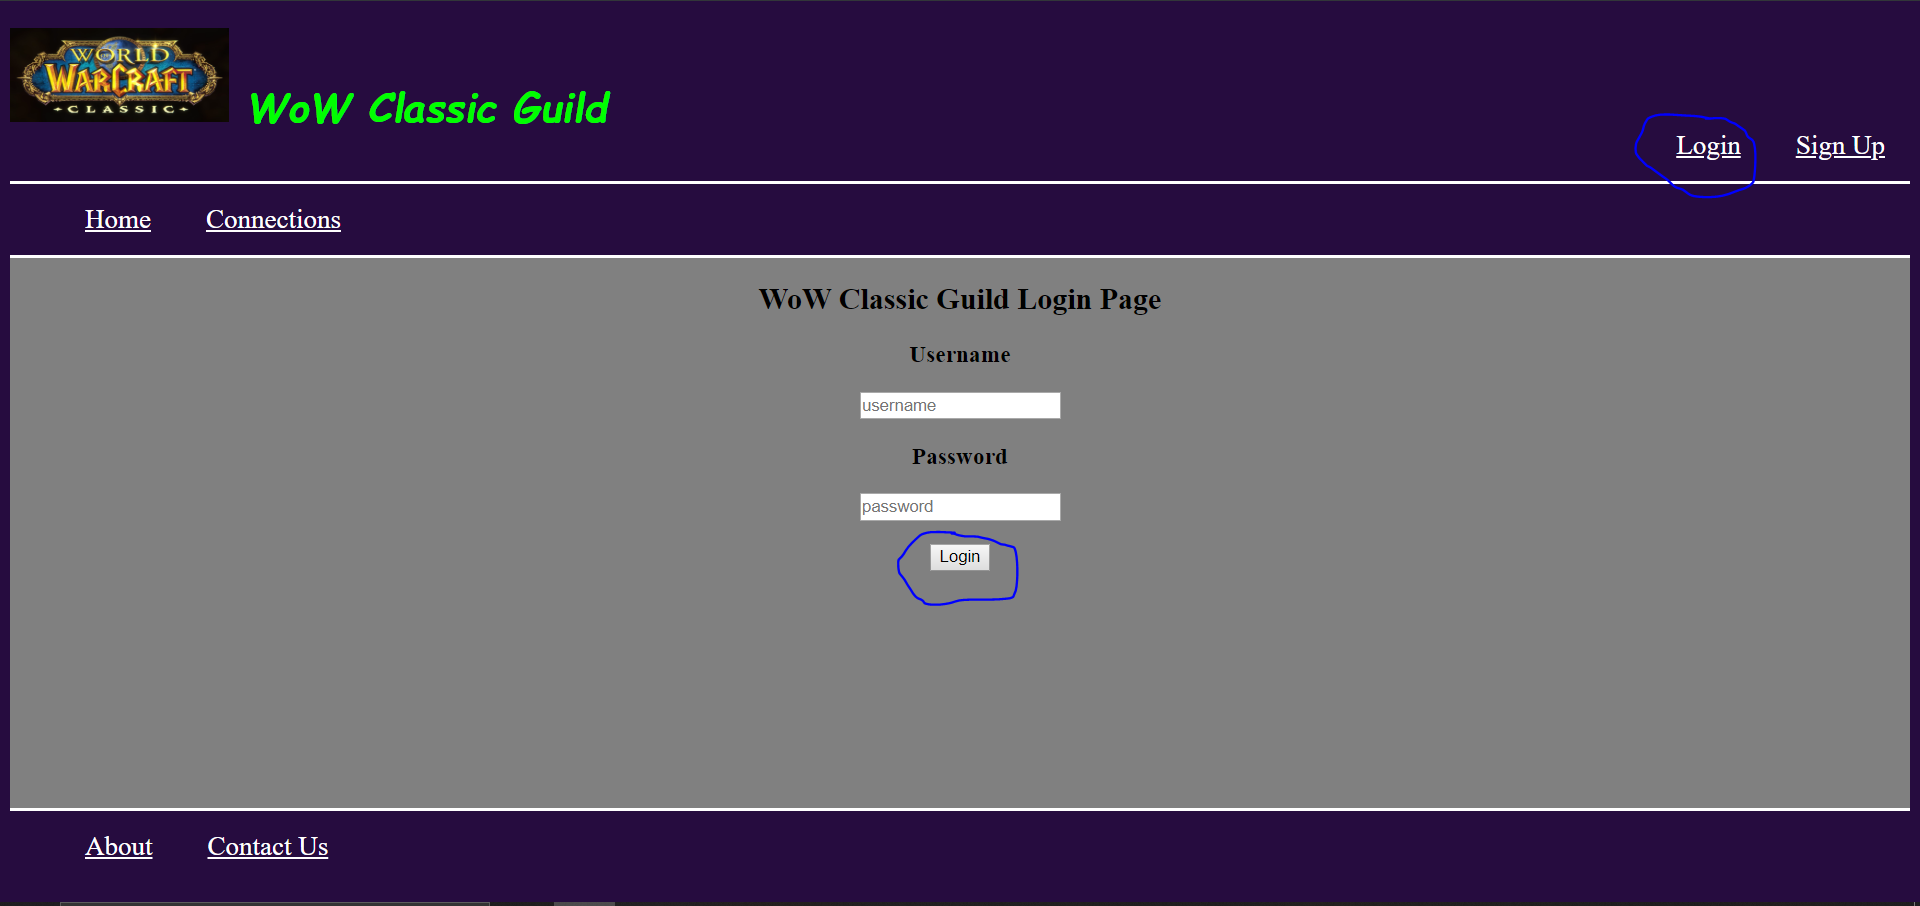 WORLD
OF
WARCRAFT
CLASSIC
WoW Classic Guild
Login Sign Up
Home Connections
WoW Classic Guild Login Page
Username
username
Password
password
Login
About Contact Us